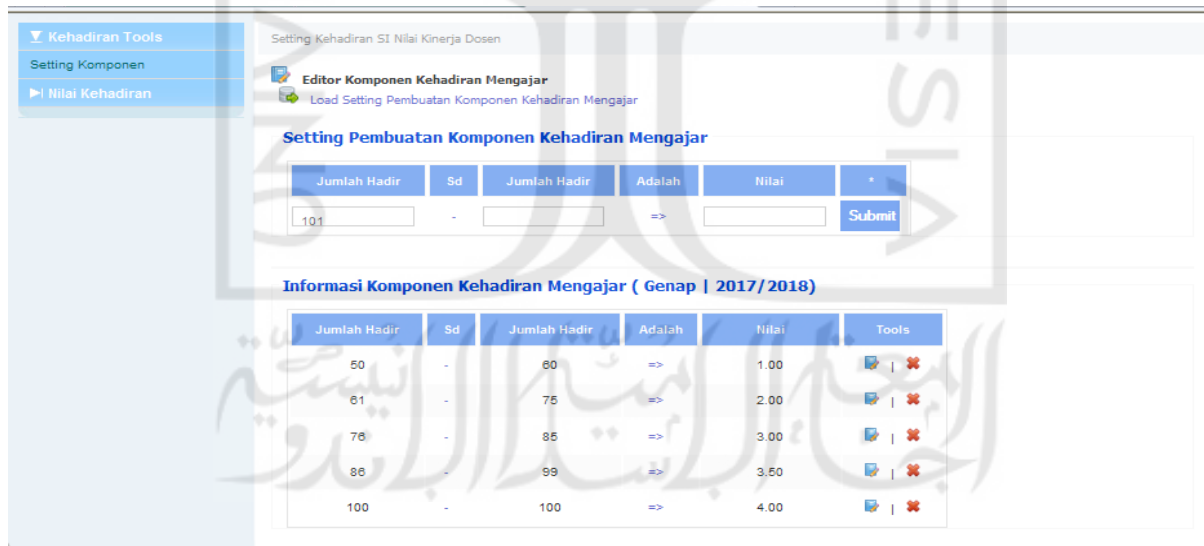 Kehadiran Tools
Setting Komponen
Nilai Kehadiran
Setting Kehadiran SI Nilai Kinerja Dosen
Editor Komponen Kehadiran Mengajar
Load Setting Pembuatan Komponen Kehadiran Mengajar
Setting Pembuatan Komponen Kehadiran Mengajar
Jumlah Hadir Sd Jumlah Hadir Adalah Nilai *
101 - => Submit
Informasi Komponen Kehadiran Mengajar ( Genap | 2017/2018)
Jumlah Hadir Sd Jumlah Hadir Adalah Nilai Tools
50 - 60 => 1.00 |
61 - 75 => 2.00 |
76 - 85 => 3.00 |
86 - 99 => 3.50 |
100 - 100 => 4.00 |